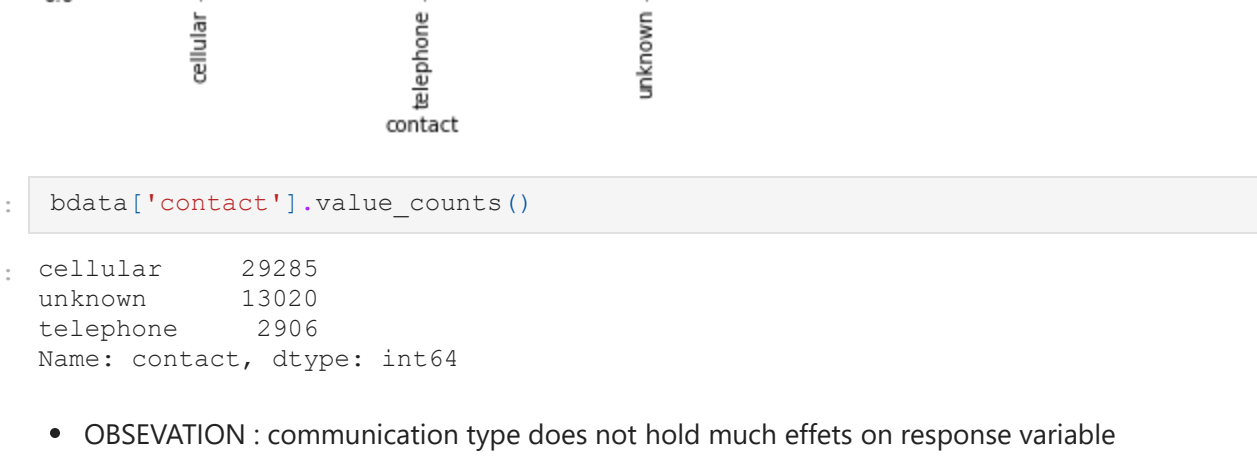 cellular
telephone
unknown
contact
: bdata['contact'].value_counts()
: cellular 29285
unknown 13020
telephone 2906
Name: contact, dtype: int64
• OBSEVATION : communication type does not hold much effets on response variable